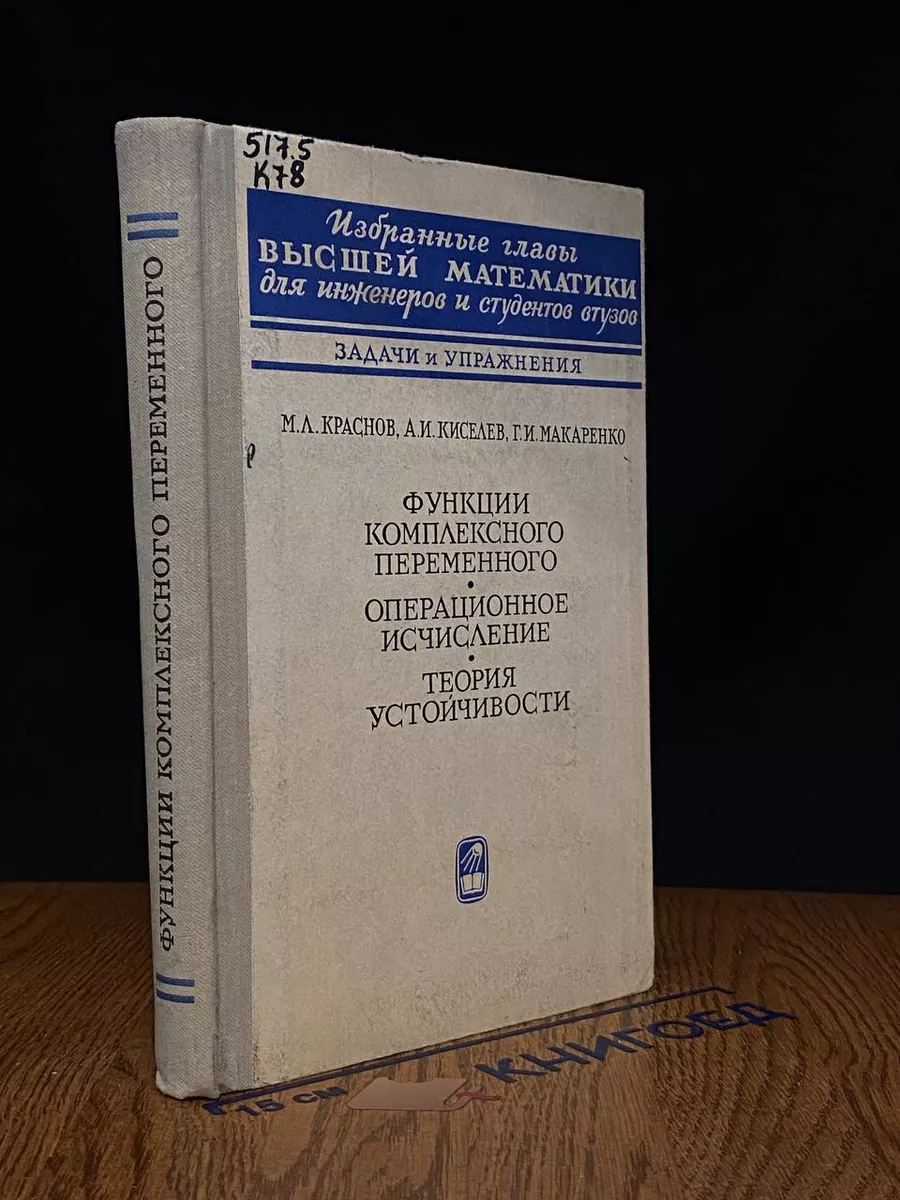 517.5
К78
Избранные главы
ВЫСШЕЙ МАТЕМАТИКИ
для инженеров и студентов втузов
ЗАДАЧИ и УПРАЖНЕНИЯ
М.Л.КРАСНОВ, А.И.КИСЕЛЕВ, Г.И.МАКАРЕНКО
ФУНКЦИИ
КОМПЛЕКСНОГО
ПЕРЕМЕННОГО
•
ОПЕРАЦИОННОЕ
ИСЧИСЛЕНИЕ
•
ТЕОРИЯ
УСТОЙЧИВОСТИ
ФУНКЦИИ КОМПЛЕКСНОГО ПЕРЕМЕННОГО
15 см
КНИГОЕД